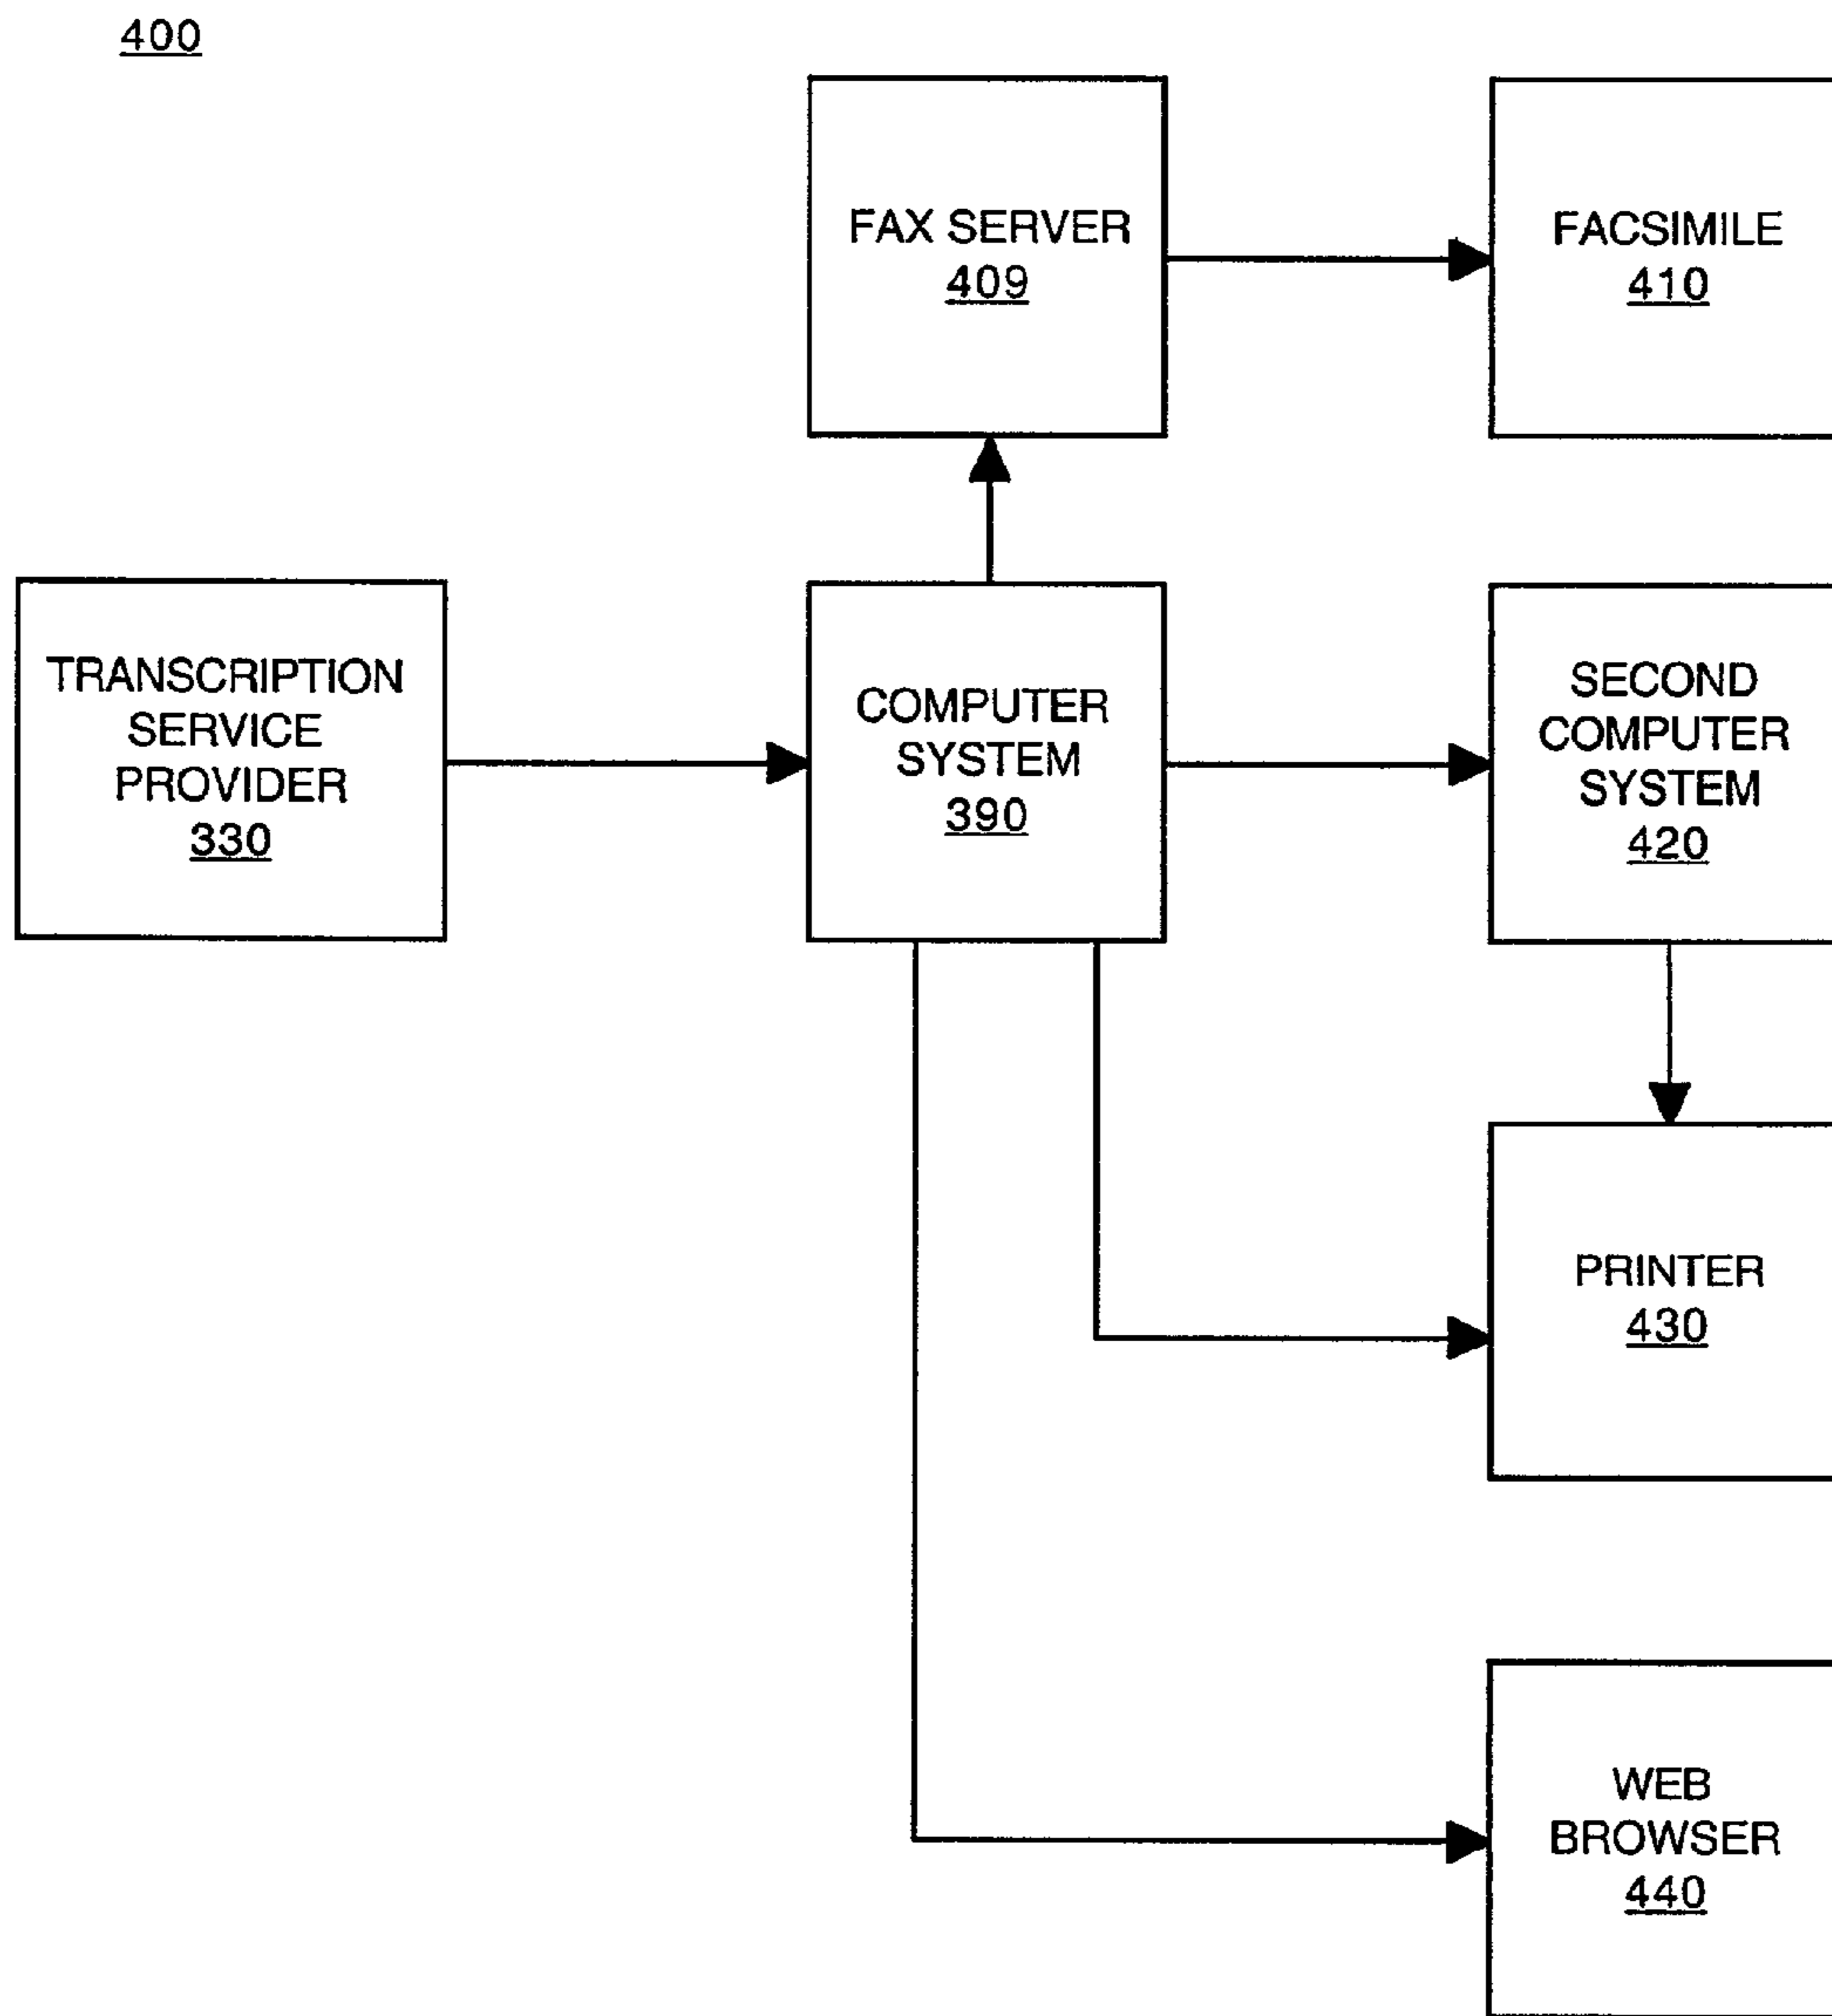 400
FAX SERVER
409
FACSIMILE
410
TRANSCRIPTION
SERVICE
PROVIDER
330
COMPUTER
SYSTEM
390
SECOND
COMPUTER
SYSTEM
420
PRINTER
430
WEB
BROWSER
440